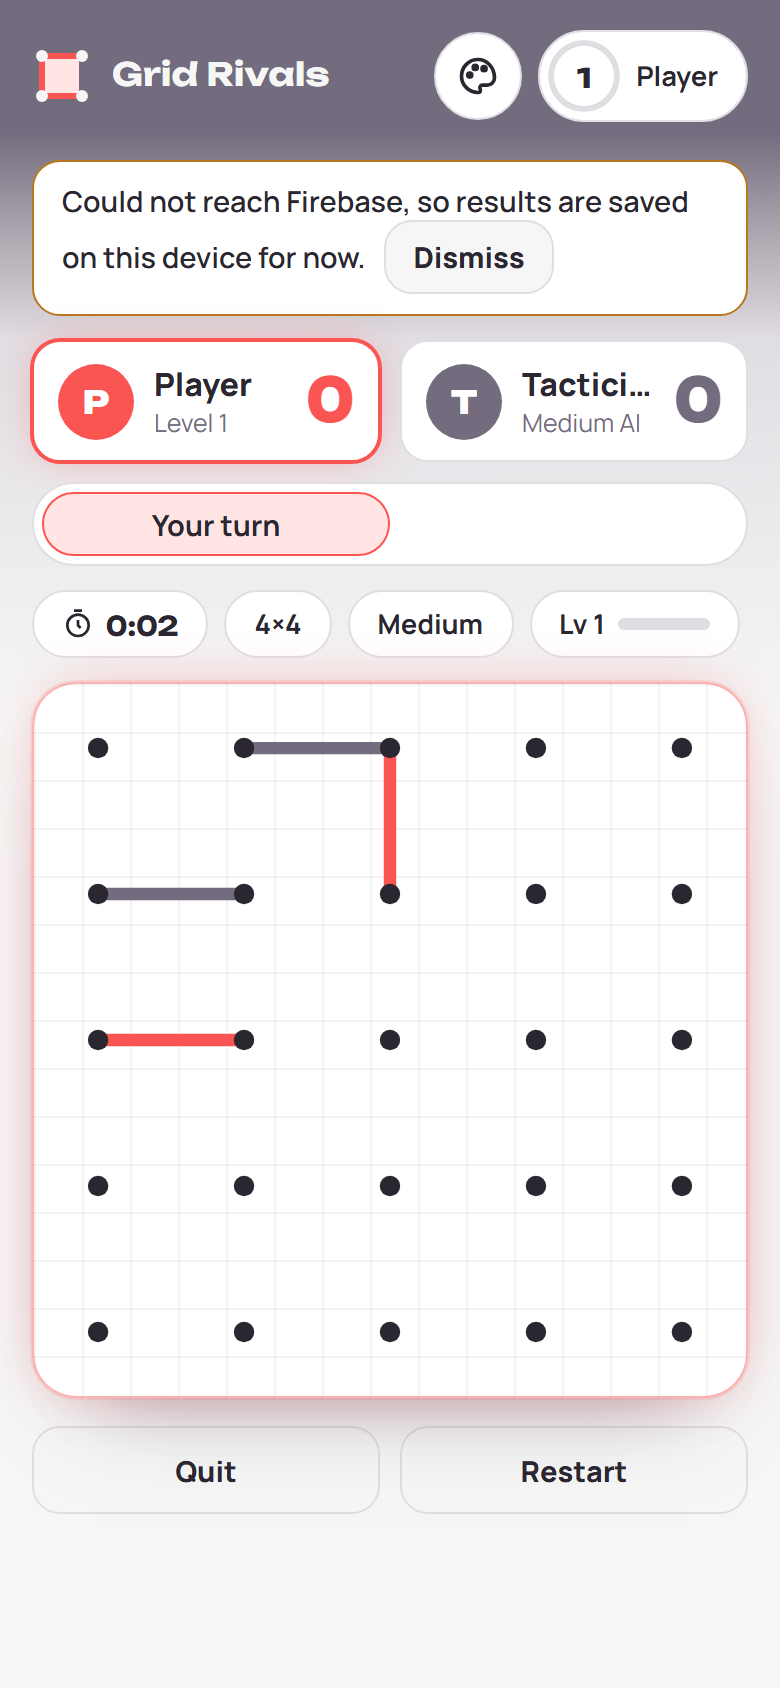 Grid Rivals
1 Player
Could not reach Firebase, so results are saved
on this device for now. Dismiss
P Player 0
Level 1
T Tactici... 0
Medium AI
Your turn
0:02 4×4 Medium Lv 1
Quit Restart